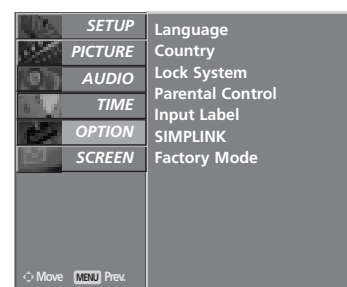 SETUP
PICTURE
AUDIO
TIME
OPTION
SCREEN
Language
Country
Lock System
Parental Control
Input Label
SIMPLINK
Factory Mode
Move MENU Prev.